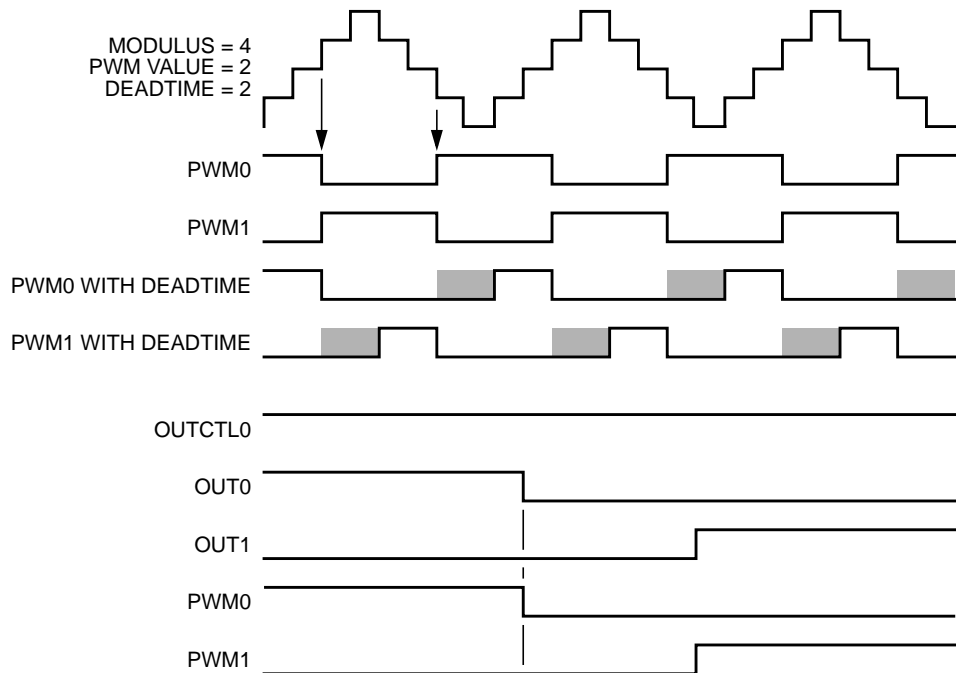 MODULUS = 4
PWM VALUE = 2
DEADTIME = 2
PWM0
PWM1
PWM0 WITH DEADTIME
PWM1 WITH DEADTIME
OUTCTL0
OUT0
OUT1
PWM0
PWM1